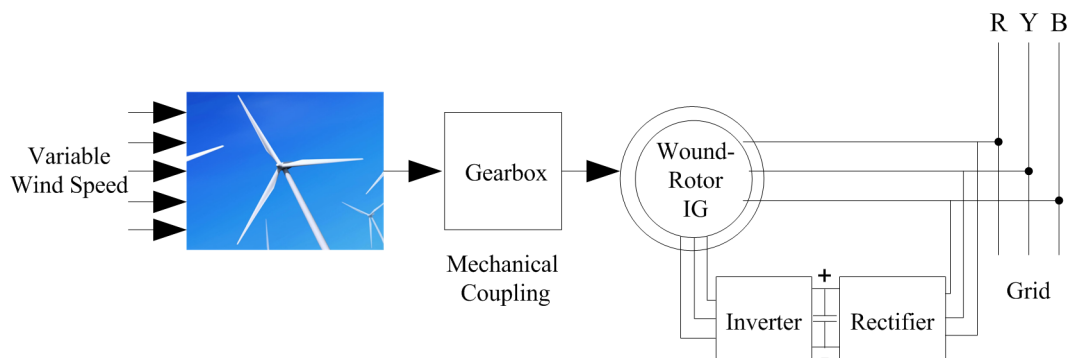 R Y B
Variable
Wind Speed
Gearbox
Wound-
Rotor
IG
Mechanical
Coupling
+
Inverter
Rectifier
Grid
-